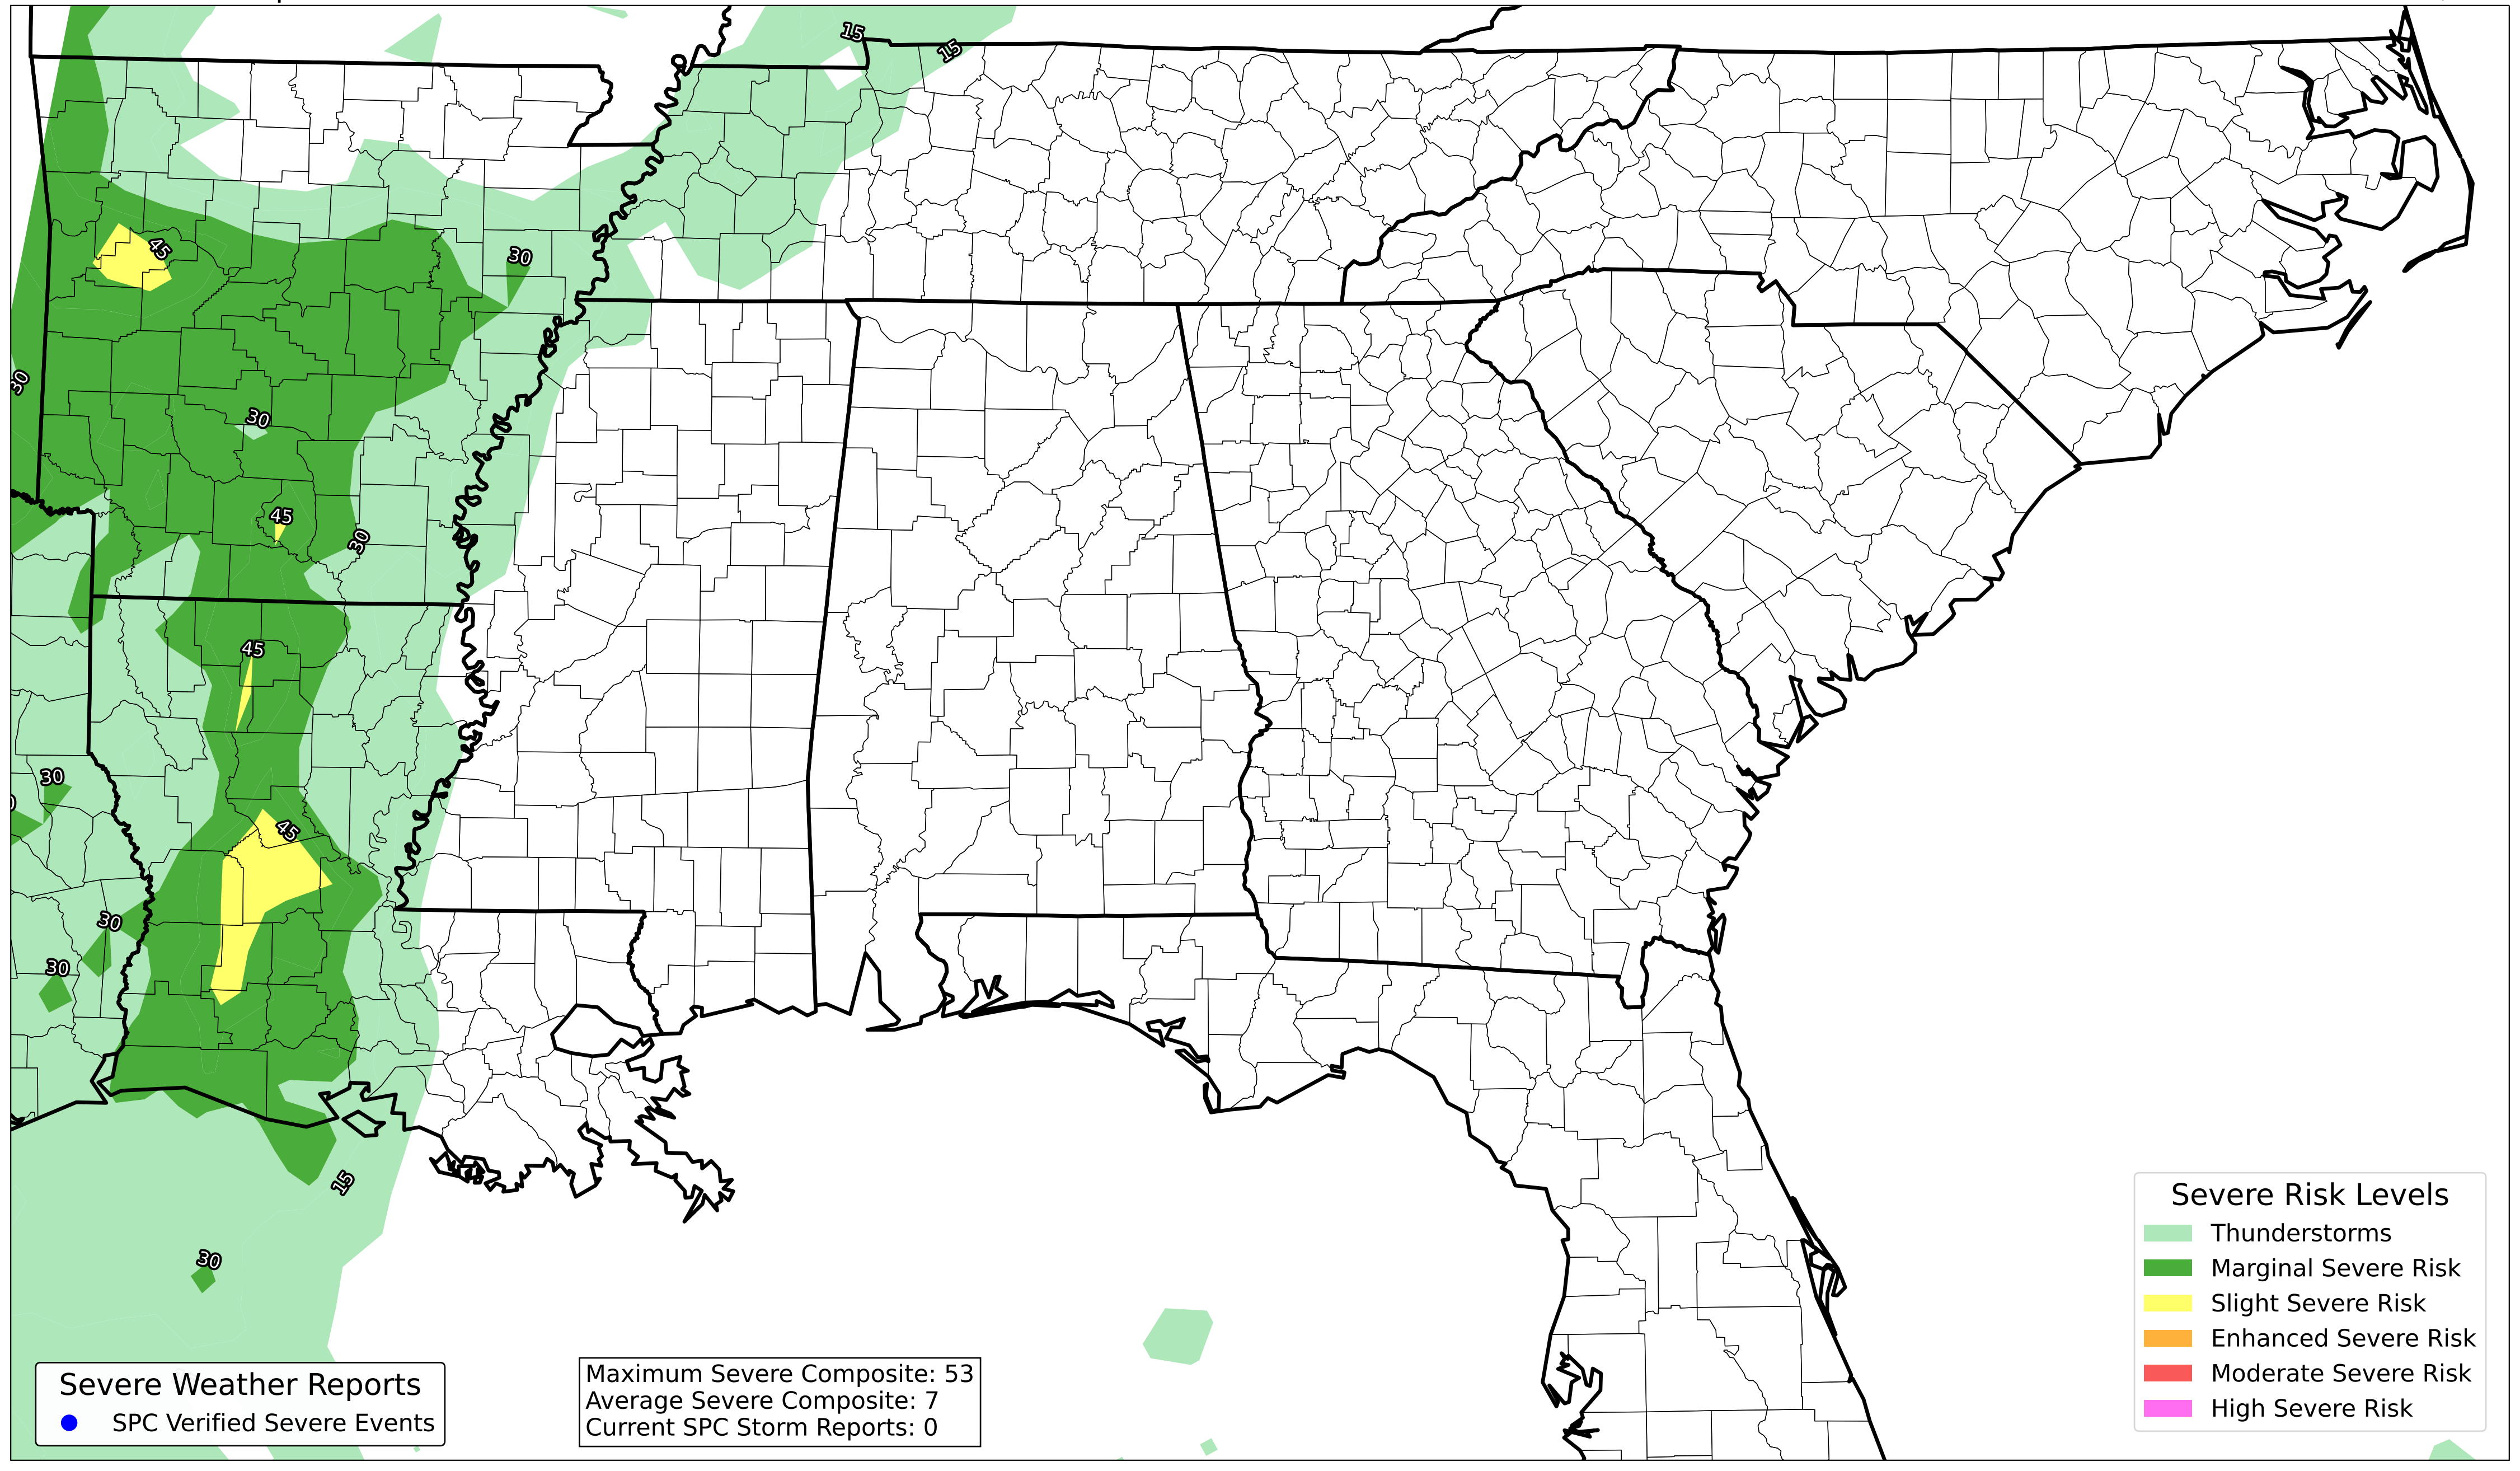 15
15
45
30
30
30
45
30
45
30
45
30
30
15
30
Severe Risk Levels
Thunderstorms
Marginal Severe Risk
Slight Severe Risk
Enhanced Severe Risk
Moderate Severe Risk
High Severe Risk
Severe Weather Reports
SPC Verified Severe Events
Maximum Severe Composite: 53
Average Severe Composite: 7
Current SPC Storm Reports: 0